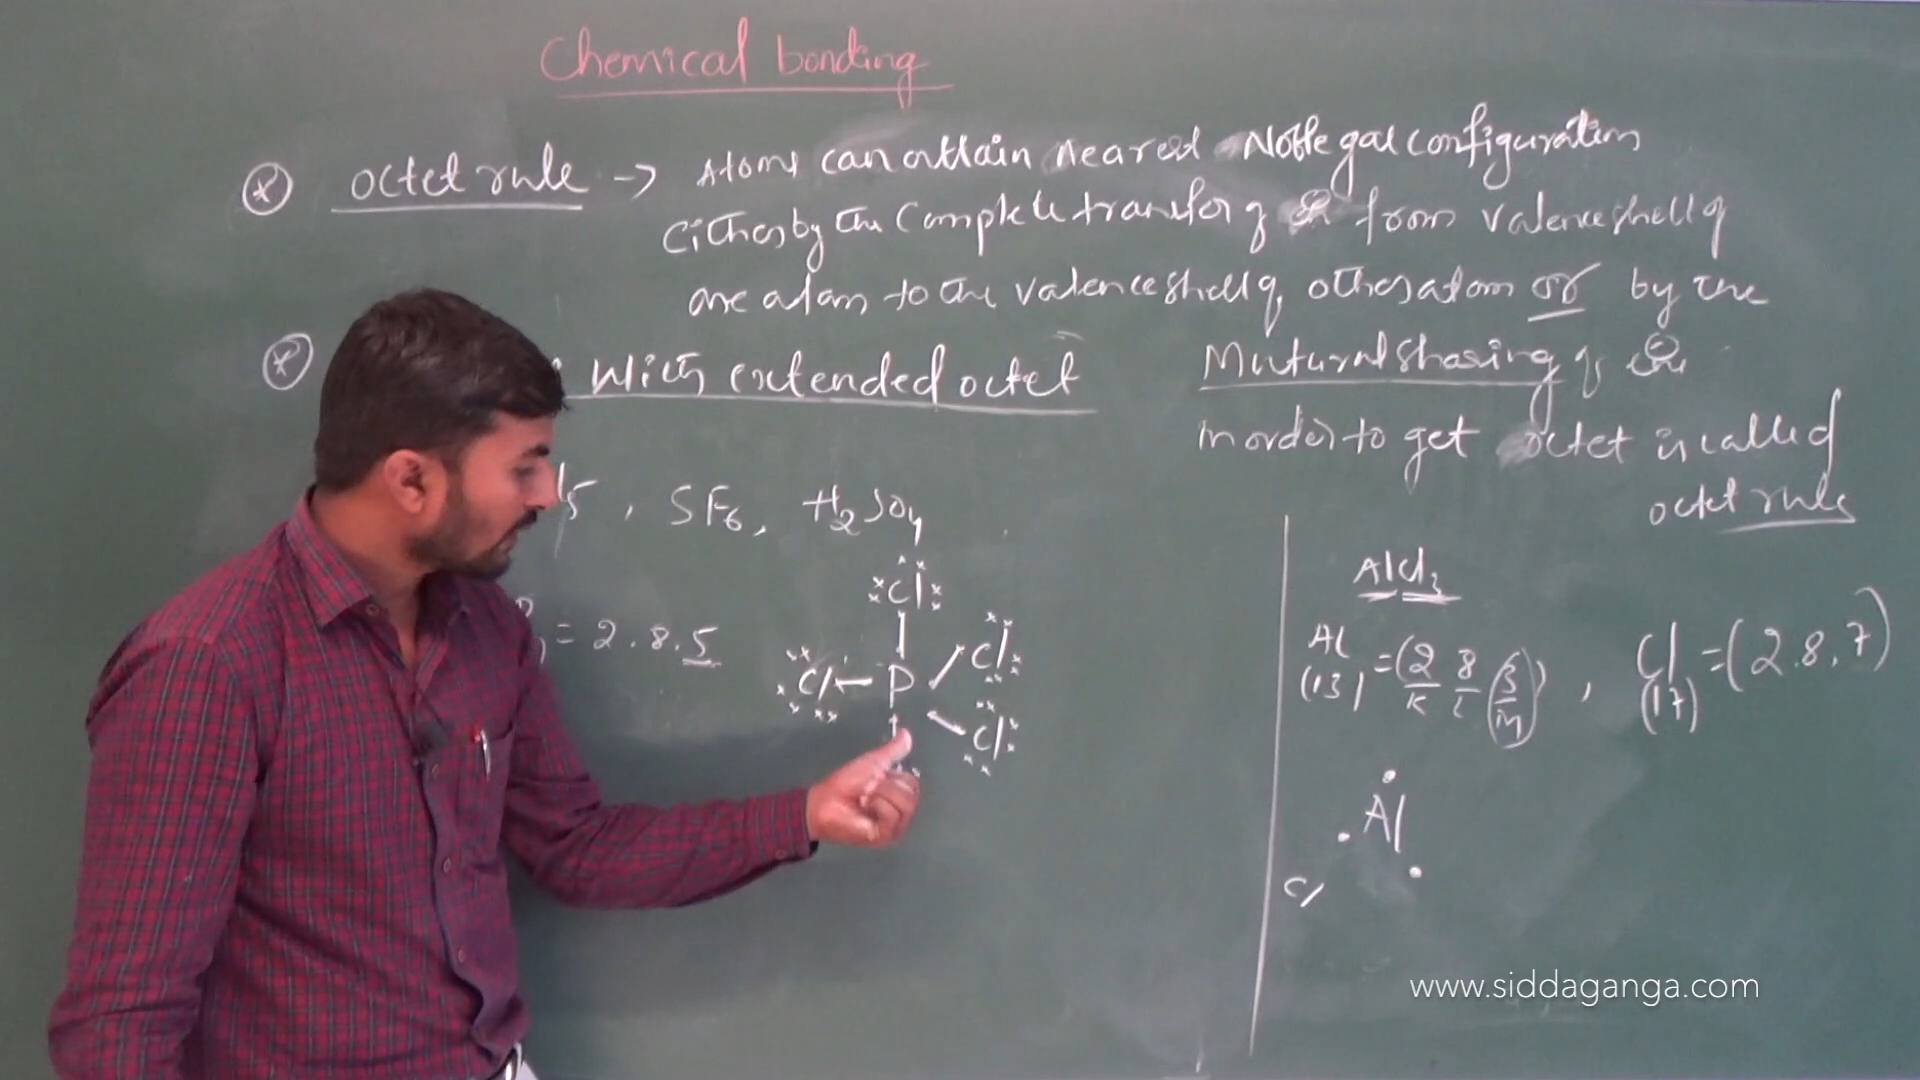 Chemical bonding
octet rule → Atoms can attain nearest Noble gas configuration
either by the complete transfer of e⁻ from valence shell of
one atom to the valence shell of other atom or by the
Mutural sharing of e⁻
in order to get octet is called
octet rule
with extended octet
l5, SF6, H2SO4
= 2.8.5
Cl
Cl Cl
P
Cl
AlCl3
Al (13) = (2 8 3) , Cl (17) = (2.8.7)
K L M
Al
Cl
www.siddaganga.com